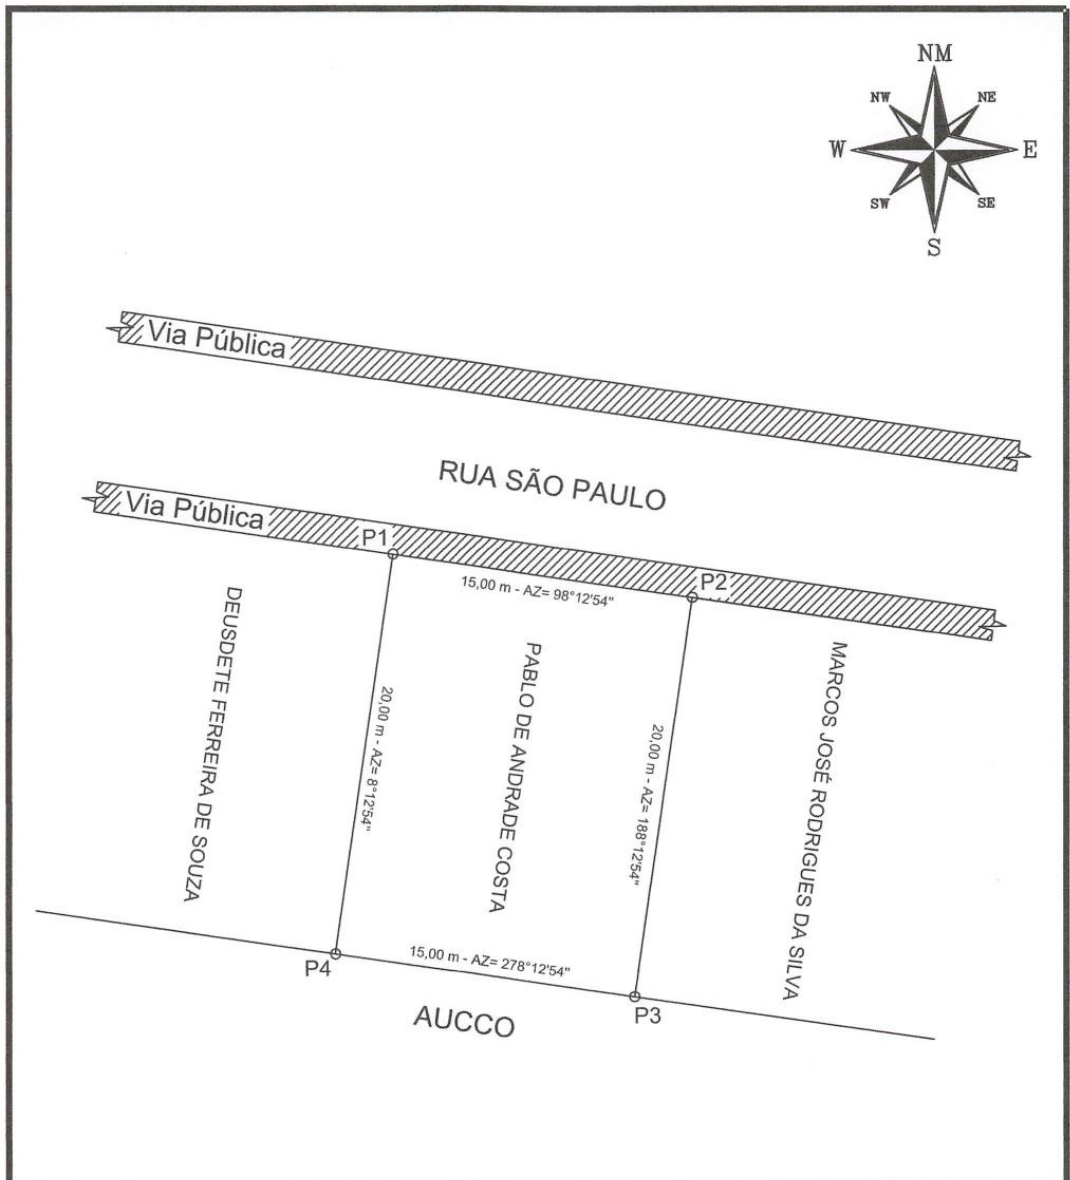 NM
NW
NE
W
E
SW
SE
S
Via Pública
RUA SÃO PAULO
Via Pública
P1
P2
15,00 m - AZ= 98°12'54"
DEUSDETE FERREIRA DE SOUZA
20,00 m - AZ= 8°12'54"
PABLO DE ANDRADE COSTA
20,00 m - AZ= 188°12'54"
MARCOS JOSÉ RODRIGUES DA SILVA
15,00 m - AZ= 278°12'54"
P4
P3
AUCCO